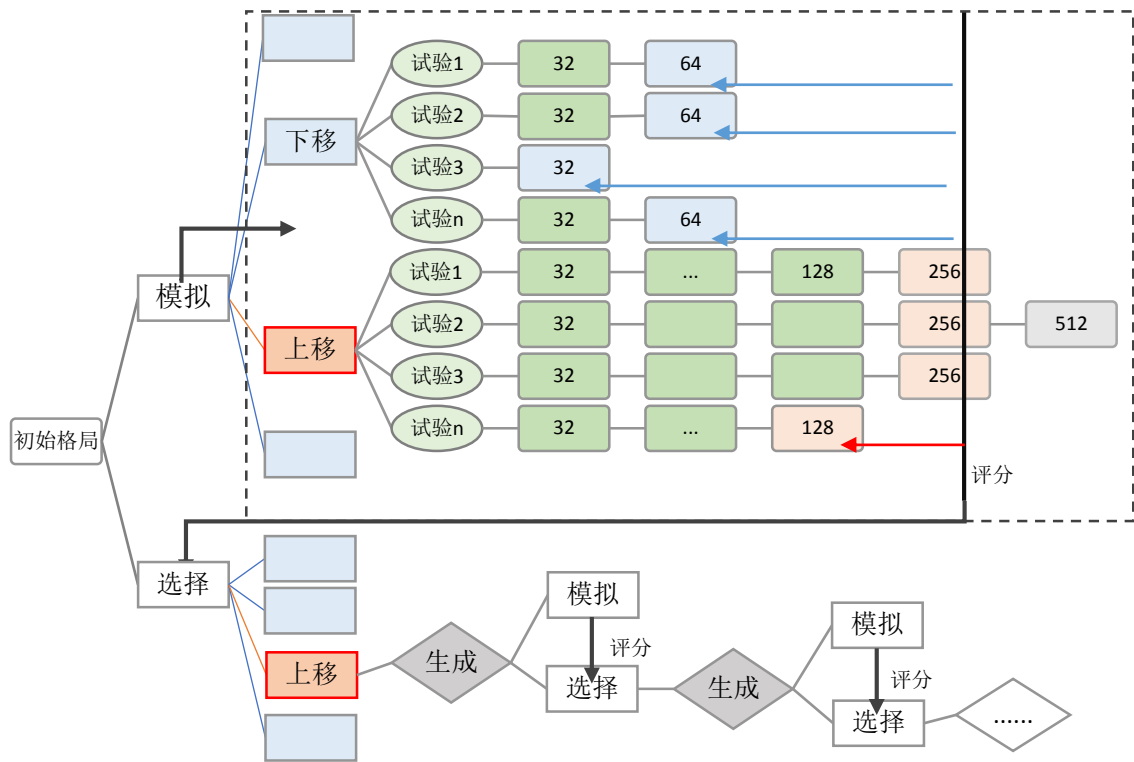 试验1 32 64
试验2 32 64
下移
试验3 32
试验n 32 64
试验1 32 ... 128 256
模拟
试验2 32 256 512
上移
试验3 32 256
试验n 32 ... 128
初始格局
评分
选择
模拟
模拟
评分
上移
生成
选择
生成
评分
选择
......